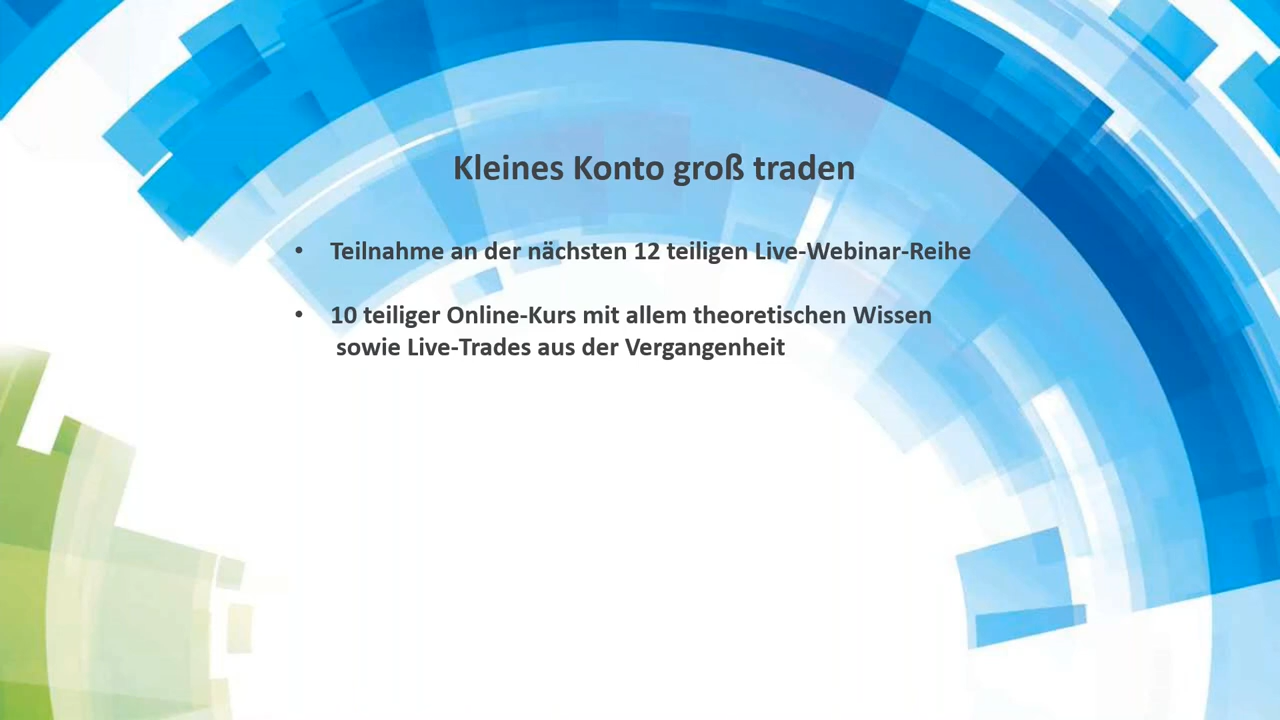 Kleines Konto groß traden
• Teilnahme an der nächsten 12 teiligen Live-Webinar-Reihe
• 10 teiliger Online-Kurs mit allem theoretischen Wissen
sowie Live-Trades aus der Vergangenheit